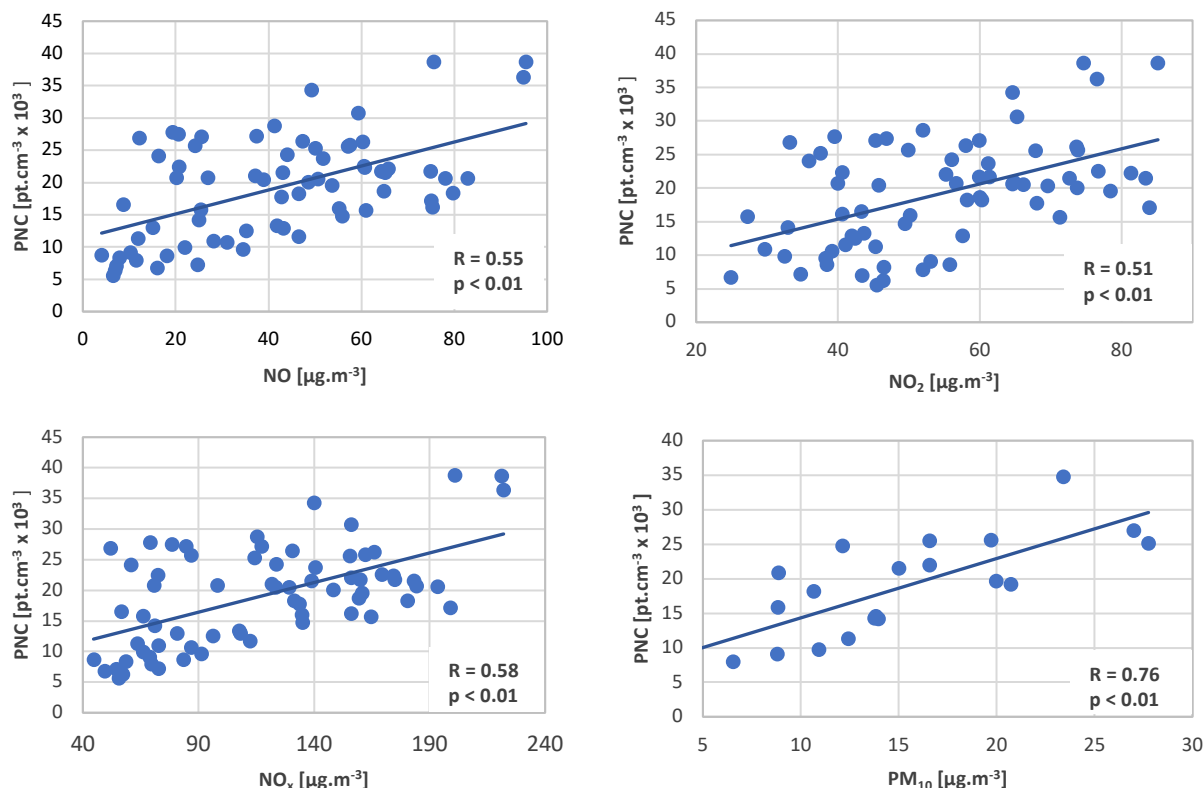 45
40
35
30
25
20
15
10
5
0
PNC [pt.cm⁻³ x 10³]
R = 0.55
p < 0.01
0 20 40 60 80 100
NO [µg.m⁻³]
45
40
35
30
25
20
15
10
5
0
PNC [pt.cm⁻³ x 10³]
R = 0.51
p < 0.01
20 40 60 80
NO₂ [µg.m⁻³]
45
40
35
30
25
20
15
10
5
0
PNC [pt.cm⁻³ x 10³]
R = 0.58
p < 0.01
40 90 140 190 240
NOₓ [µg.m⁻³]
40
35
30
25
20
15
10
5
0
PNC [pt.cm⁻³ x 10³]
R = 0.76
p < 0.01
5 10 15 20 25 30
PM₁₀ [µg.m⁻³]